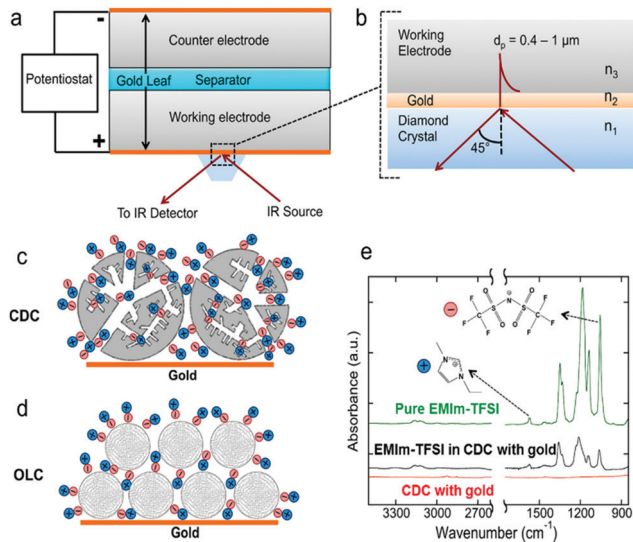 a
-
Counter electrode
Potentiostat
Gold Leaf
Separator
Working electrode
+
To IR Detector
IR Source
b
Working
Electrode
dp = 0.4 – 1 μm
n3
Gold
n2
Diamond
Crystal
n1
45°
c
CDC
Gold
d
OLC
Gold
e
Absorbance (a.u.)
F
F
F
F
F
F
O
O
O
O
S
S
N
N
N
Pure EMIm-TFSI
EMIm-TFSI in CDC with gold
CDC with gold
3300
2700
1500
1200
900
Wavenumber (cm⁻¹)